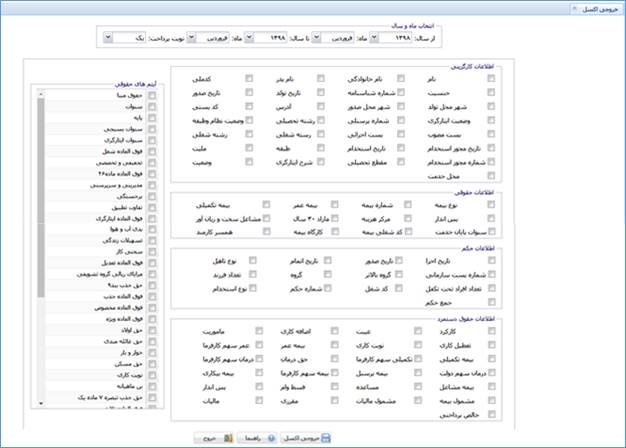 خروجی اکسل
انتخاب ماه و سال
از سال: ۱۳۹۸ ماه: فروردین تا سال: ۱۳۹۸ ماه: فروردین نوبت پرداخت: یک
اطلاعات کارگزینی
نام نام خانوادگی نام پدر کدملی
جنسیت شماره شناسنامه تاریخ تولد تاریخ صدور
شهر محل تولد شهر محل صدور آدرس کد پستی
وضعیت ایثارگری شماره پرسنلی رشته تحصیلی وضعیت نظام وظیفه
پست مصوب پست اجرائی رسته شغلی رشته شغلی
تاریخ مجوز استخدام تاریخ استخدام طبقه ملیت
شماره مجوز استخدام مقطع تحصیلی شرح ایثارگری وضعیت
محل خدمت
اطلاعات حقوقی
نوع بیمه شماره بیمه بیمه عمر بیمه تکمیلی
پس انداز مرکز هزینه مازاد ۳۰ سال مشاغل سخت و زیان آور
سنوات پایان خدمت کد شغلی بیمه کارگاه بیمه همسر کارمند
اطلاعات حکم
تاریخ اجرا تاریخ صدور تاریخ اتمام نوع تاهل
شماره پست سازمانی گروه بالاتر گروه تعداد فرزند
تعداد افراد تحت تکفل کد شغل شماره حکم نوع استخدام
جمع حکم
اطلاعات حقوق دستمزد
کارکرد غیبت اضافه کاری ماموریت
تعطیل کاری نوبت کاری بیمه عمر عمر سهم کارفرما
بیمه تکمیلی تکمیلی سهم کارفرما حق درمان درمان سهم کارفرما
درمان سهم دولت بیمه پرسنل بیمه سهم کارفرما بیمه بیکاری
بیمه مشاغل مساعده قسط وام پس انداز
مشمول بیمه مشمول مالیات مقرری مالیات
خالص پرداختی
آیتم های حقوقی
حقوق مبنا
سنوات
پایه
سنوات بسیجی
سنوات ایثارگری
فوق العاده شغل
تخصصی
فوق العاده ماده۴۶
مدیریتی و سرپرستی
برجستگی
تفاوت تطبیق
فوق العاده ایثارگری
بدی آب و هوا
تسهیلات زندگی
سختی کار
فوق العاده تعدیل
مزایای ریالی گروه تشویقی
حق جذب بند۹
فوق العاده جذب
فوق العاده مخصوص
فوق العاده ویژه
حق اولاد
حق عائله مندی
خوار و بار
حق مسکن
نوبت کاری
بن ماهیانه
حق جذب تبصره ۷ ماده یک
خروجی اکسل راهنما خروج